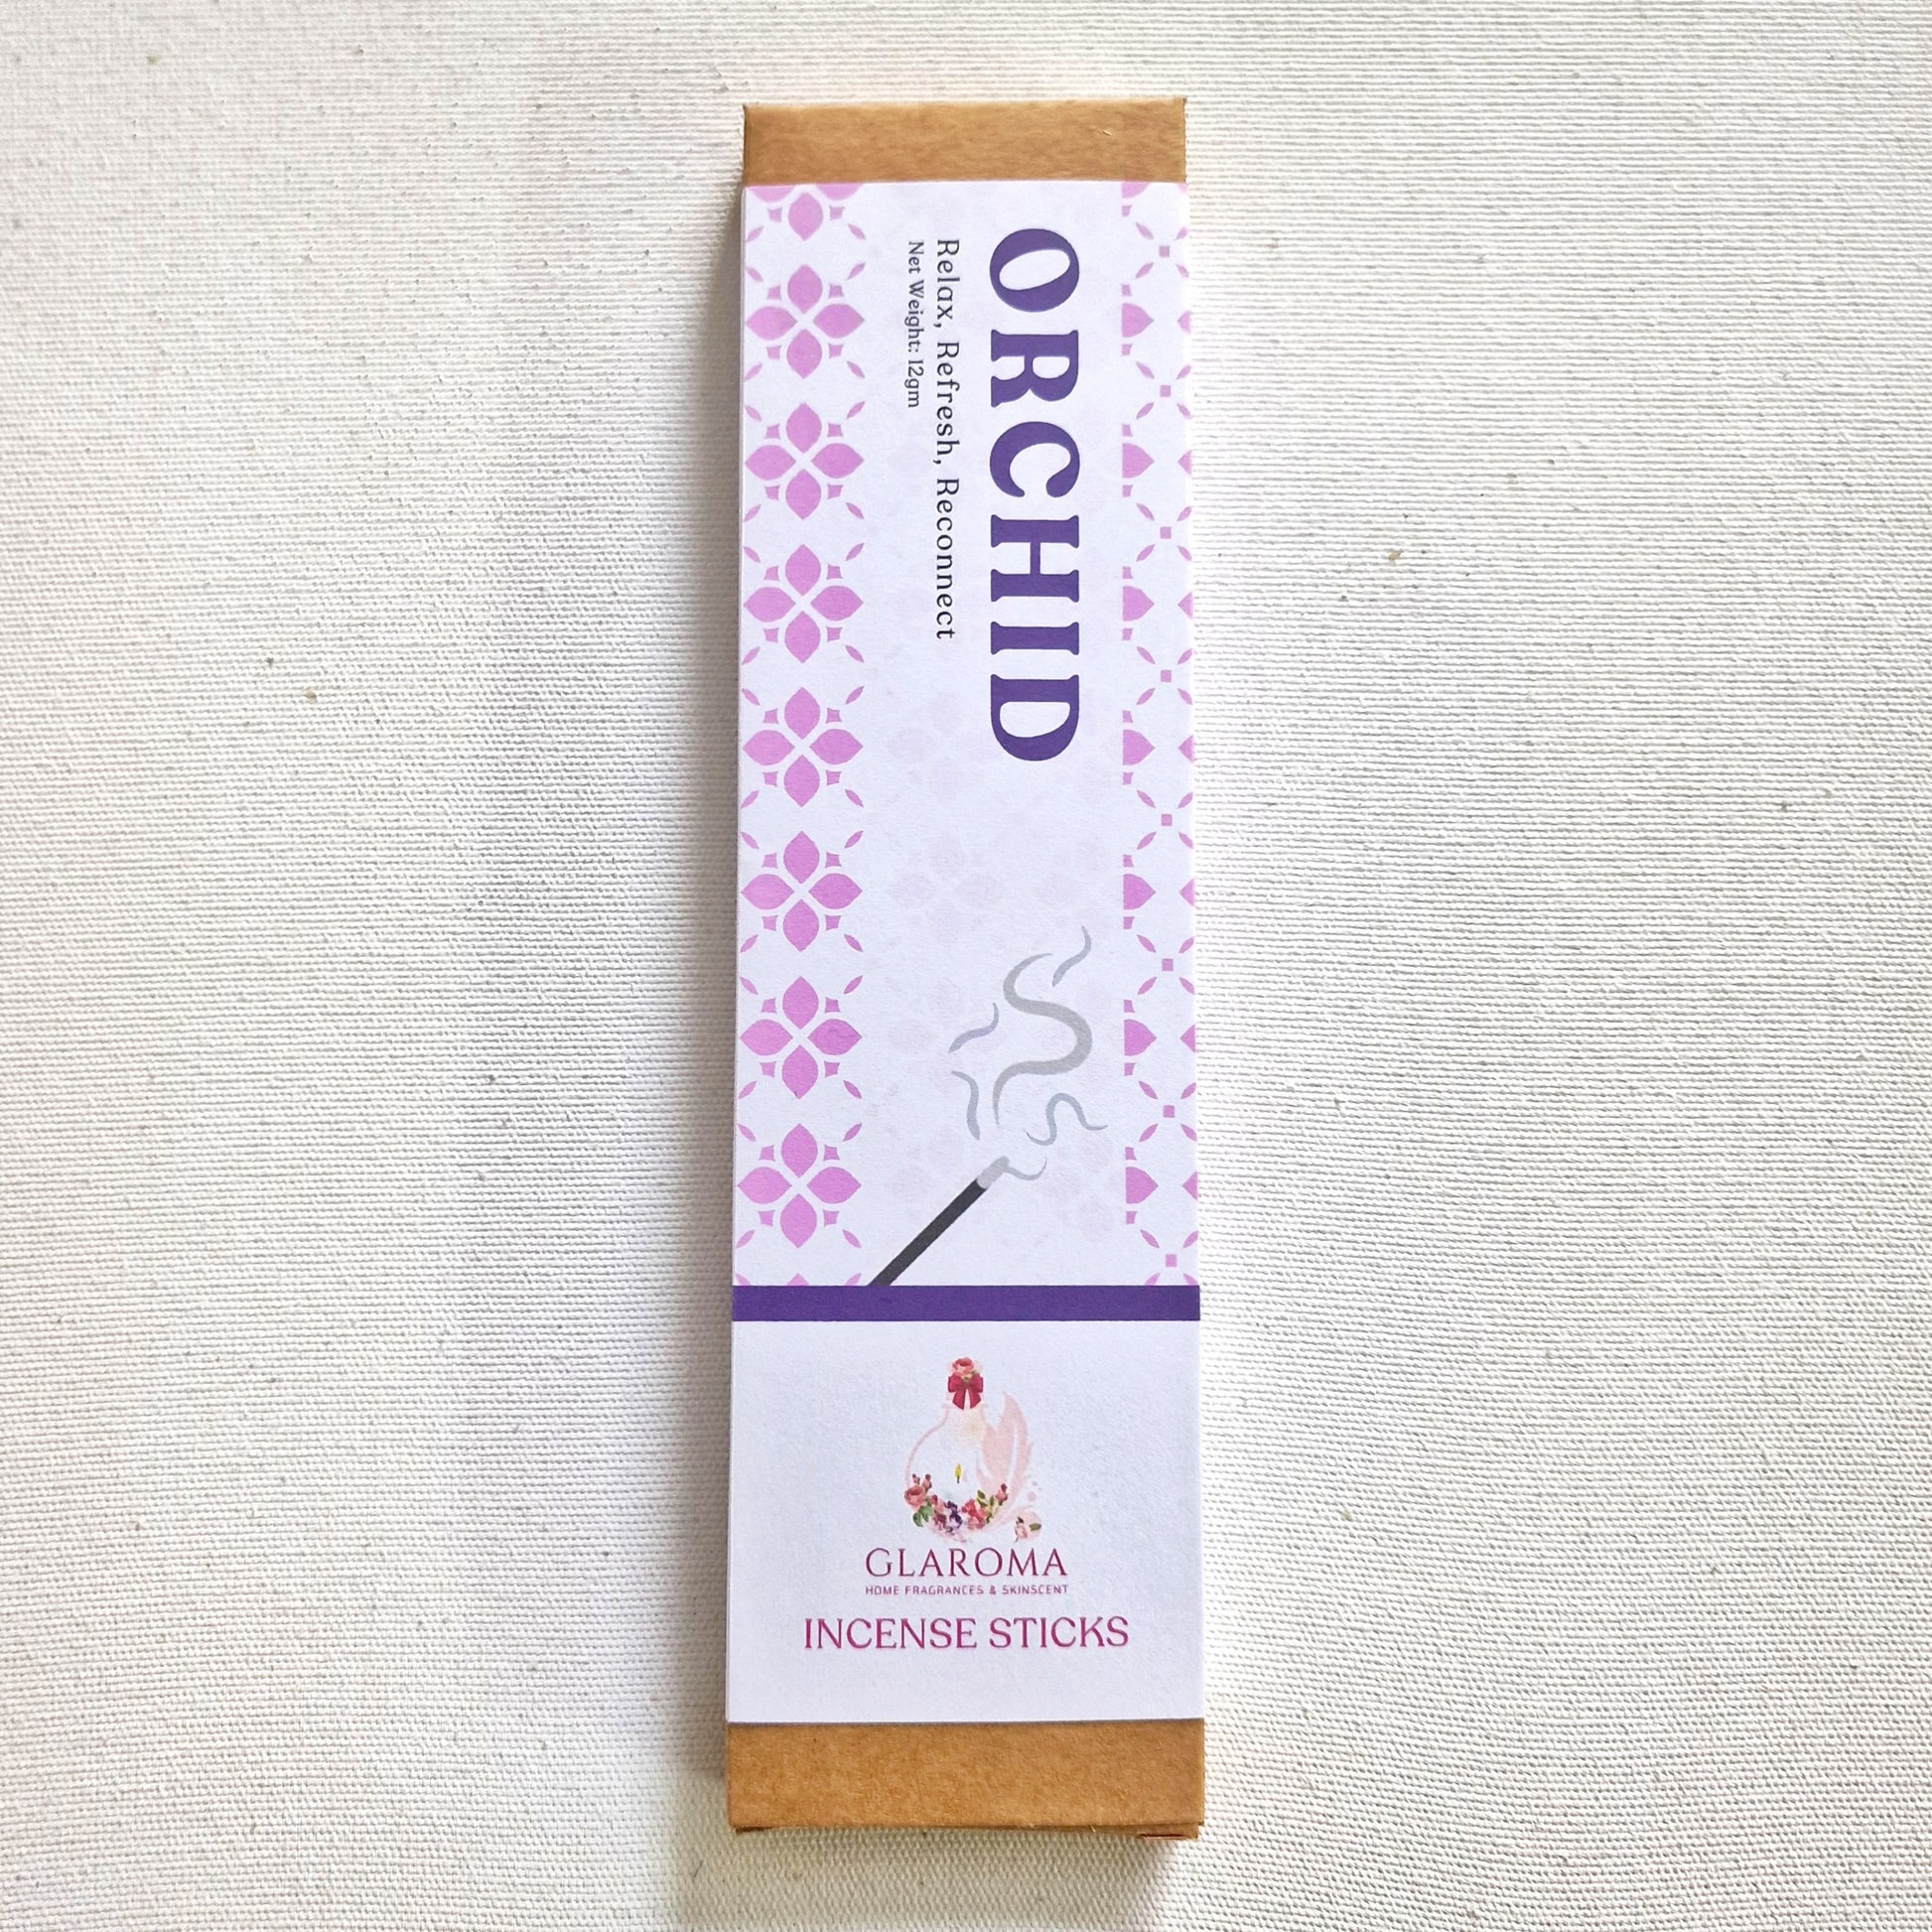 ORCHID
Relax, Refresh, Reconnect
Net Weight: 12gm
GLAROMA
HOME FRAGRANCES & SKINSCENT
INCENSE STICKS